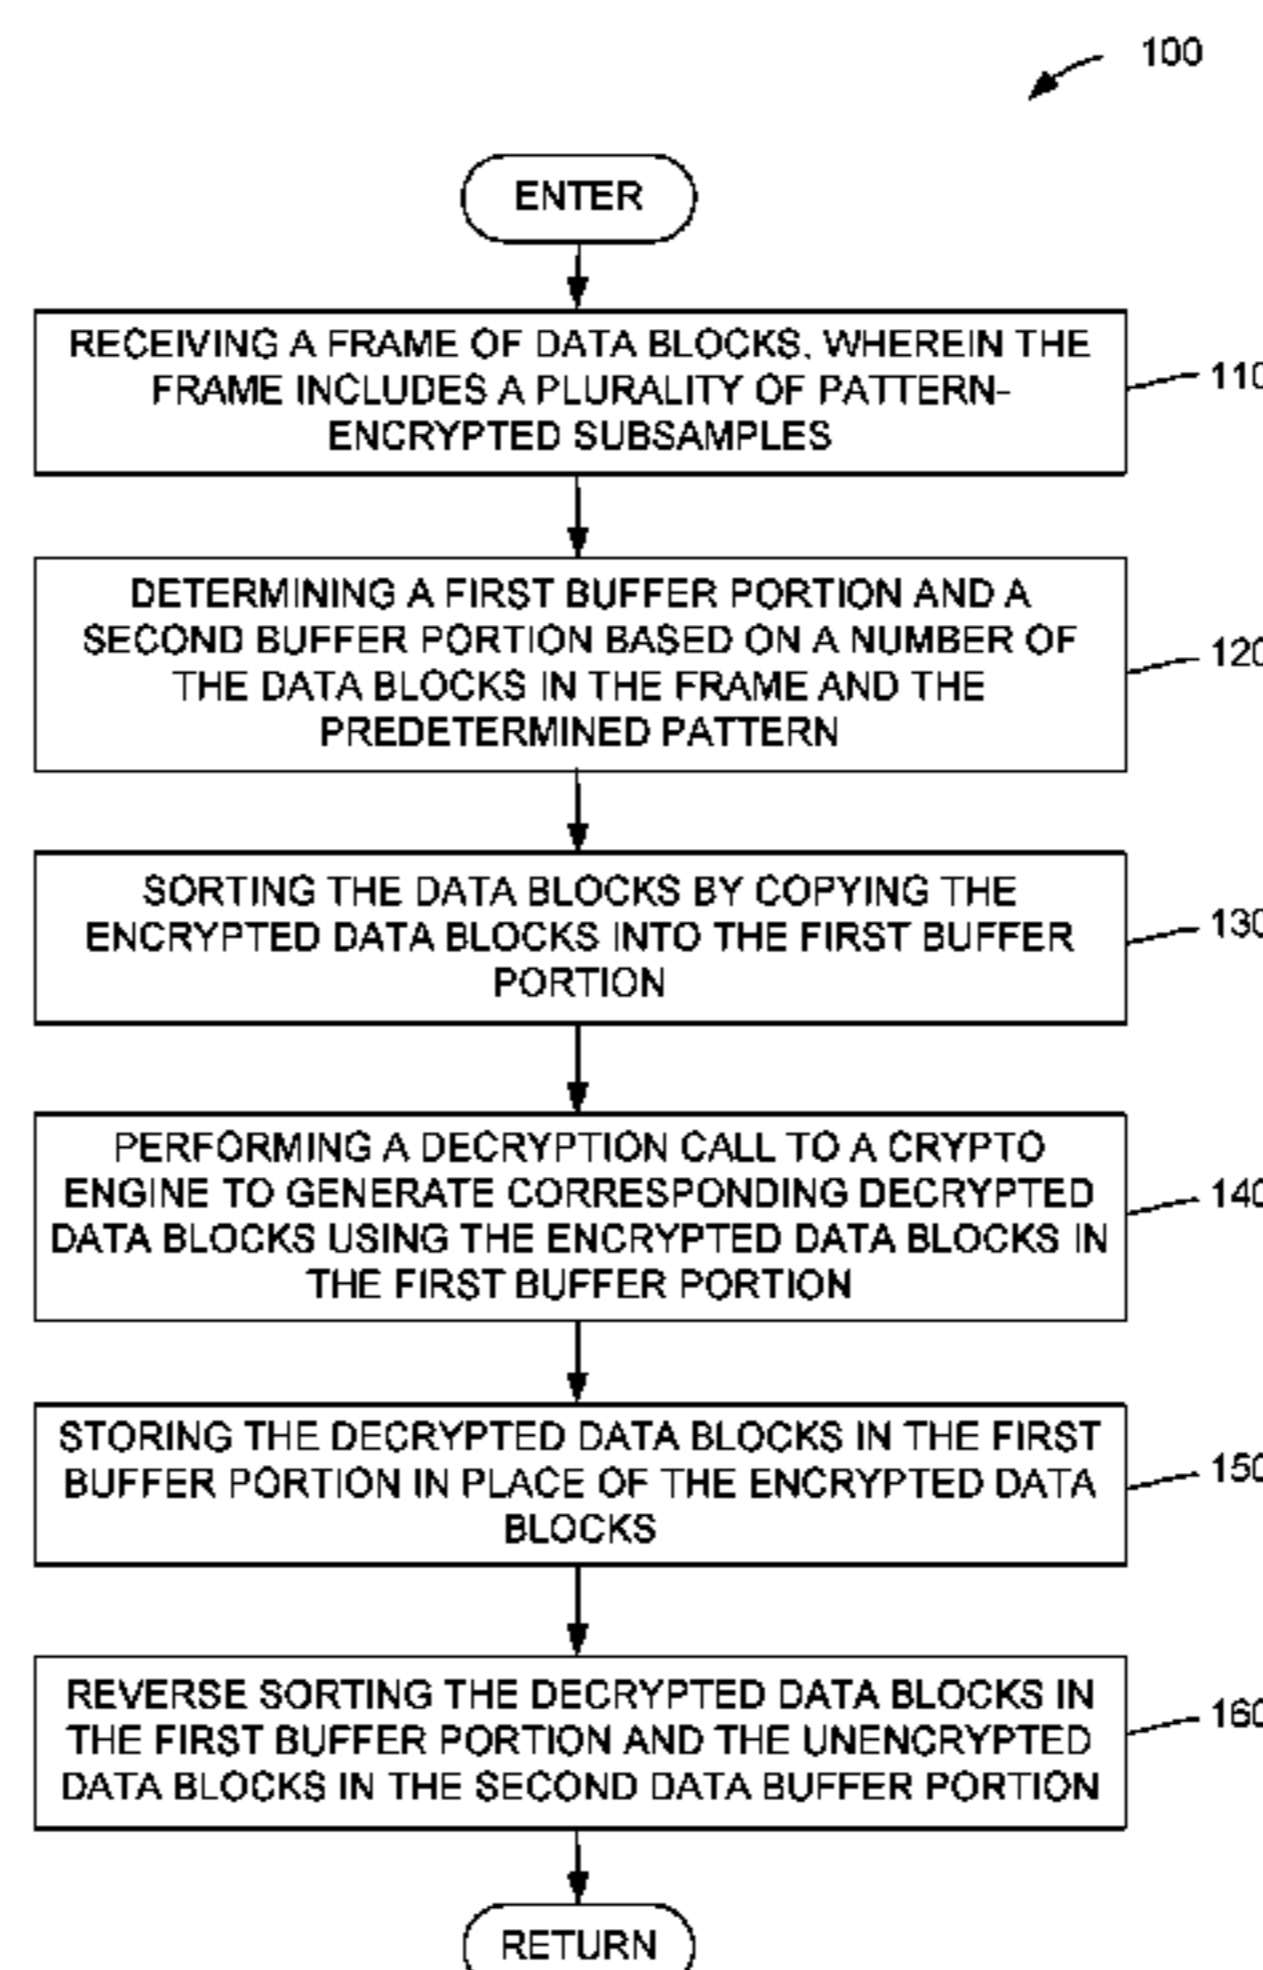 100
ENTER
RECEIVING A FRAME OF DATA BLOCKS, WHEREIN THE
FRAME INCLUDES A PLURALITY OF PATTERN-
ENCRYPTED SUBSAMPLES
110
DETERMINING A FIRST BUFFER PORTION AND A
SECOND BUFFER PORTION BASED ON A NUMBER OF
THE DATA BLOCKS IN THE FRAME AND THE
PREDETERMINED PATTERN
120
SORTING THE DATA BLOCKS BY COPYING THE
ENCRYPTED DATA BLOCKS INTO THE FIRST BUFFER
PORTION
130
PERFORMING A DECRYPTION CALL TO A CRYPTO
ENGINE TO GENERATE CORRESPONDING DECRYPTED
DATA BLOCKS USING THE ENCRYPTED DATA BLOCKS IN
THE FIRST BUFFER PORTION
140
STORING THE DECRYPTED DATA BLOCKS IN THE FIRST
BUFFER PORTION IN PLACE OF THE ENCRYPTED DATA
BLOCKS
150
REVERSE SORTING THE DECRYPTED DATA BLOCKS IN
THE FIRST BUFFER PORTION AND THE UNENCRYPTED
DATA BLOCKS IN THE SECOND DATA BUFFER PORTION
160
RETURN